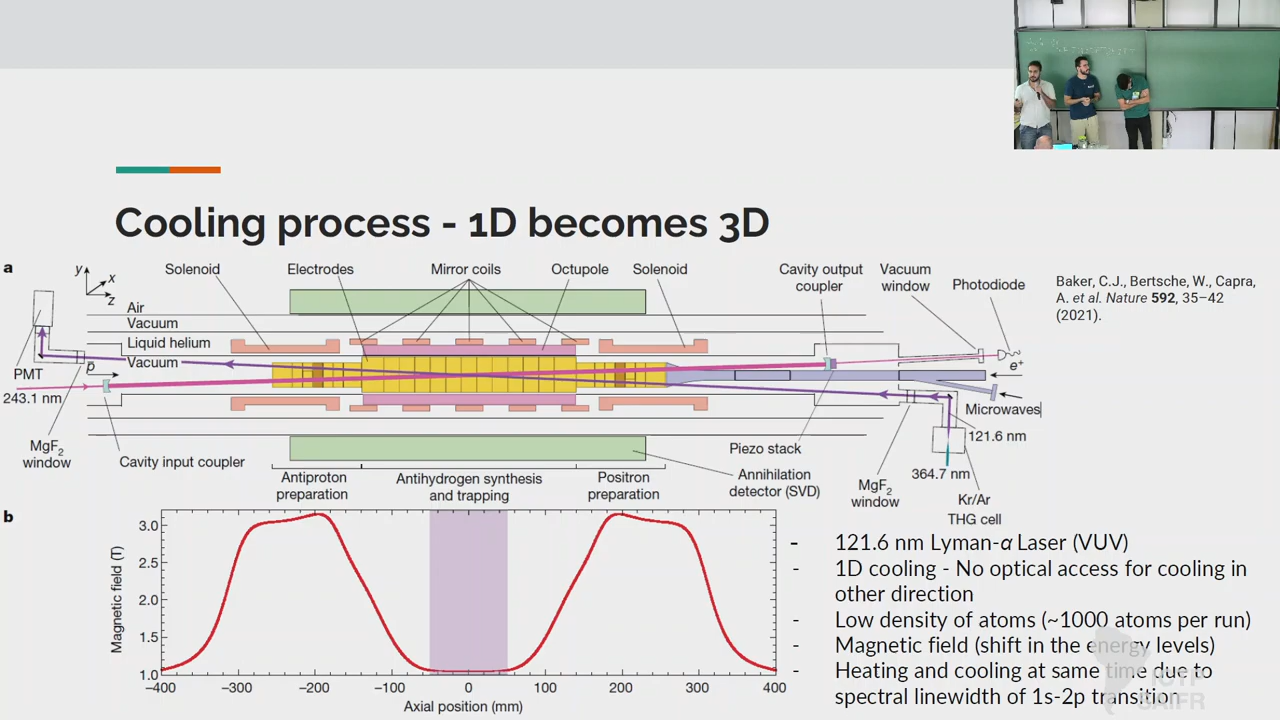 Cooling process - 1D becomes 3D
a
y
x
z
Solenoid
Electrodes
Mirror coils
Octupole
Solenoid
Cavity output
coupler
Vacuum
window
Photodiode
Baker, C.J., Bertsche, W., Capra,
A. et al. Nature 592, 35–42
(2021).
Air
Vacuum
Liquid helium
Vacuum
PMT
p̅
243.1 nm
e+
Microwaves
121.6 nm
MgF2
window
Cavity input coupler
Piezo stack
364.7 nm
Antiproton
preparation
Antihydrogen synthesis
and trapping
Positron
preparation
Annihilation
detector (SVD)
MgF2
window
Kr/Ar
THG cell
b
Magnetic field (T)
3.0
2.5
2.0
1.5
1.0
−400 −300 −200 −100 0 100 200 300 400
Axial position (mm)
- 121.6 nm Lyman-α Laser (VUV)
- 1D cooling - No optical access for cooling in
other direction
- Low density of atoms (~1000 atoms per run)
- Magnetic field (shift in the energy levels)
- Heating and cooling at same time due to
spectral linewidth of 1s-2p transition
ICTP
SAIFR